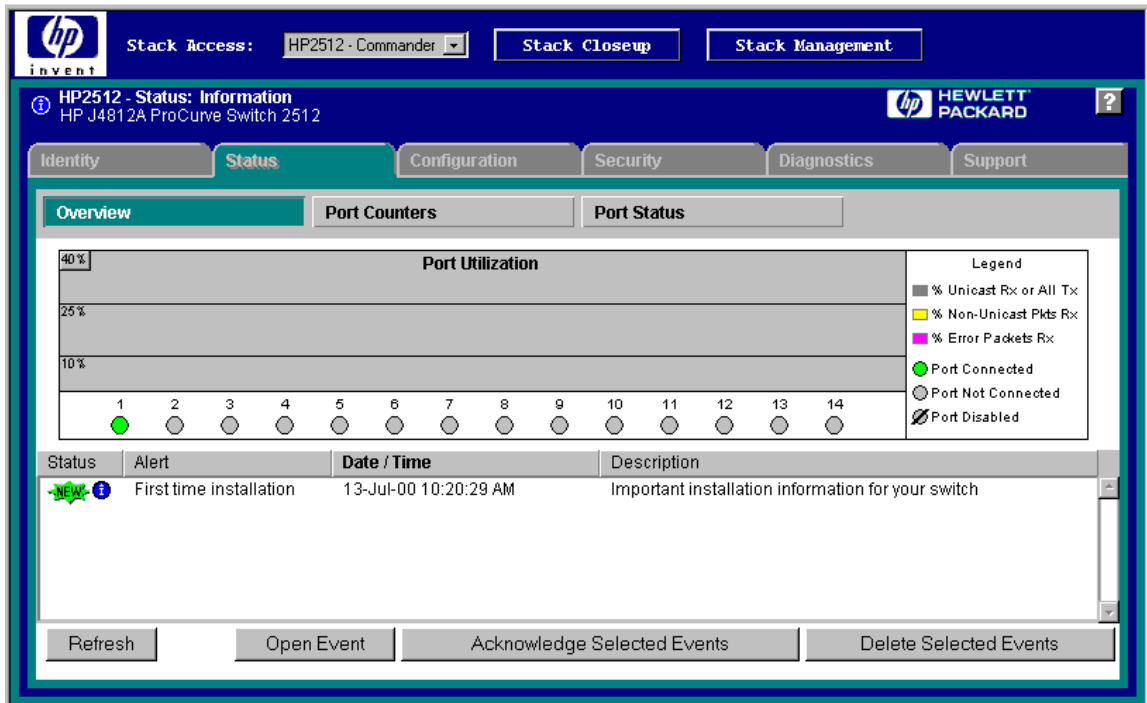 hp
invent
Stack Access: HP2512 - Commander Stack Closeup Stack Management
HP2512 - Status: Information
HP J4812A ProCurve Switch 2512
hp HEWLETT
PACKARD
?
Identity Status Configuration Security Diagnostics Support
Overview Port Counters Port Status
40 % Port Utilization
25 %
10 %
1 2 3 4 5 6 7 8 9 10 11 12 13 14
Legend
% Unicast Rx or All Tx
% Non-Unicast Pkts Rx
% Error Packets Rx
Port Connected
Port Not Connected
Port Disabled
Status Alert Date / Time Description
NEW! i First time installation 13-Jul-00 10:20:29 AM Important installation information for your switch
Refresh Open Event Acknowledge Selected Events Delete Selected Events